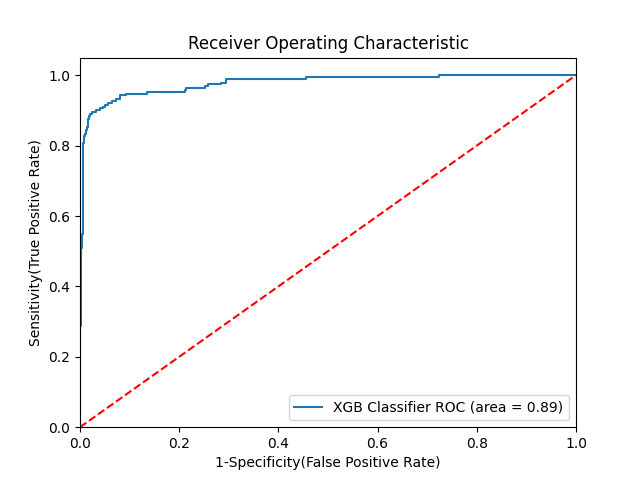 Receiver Operating Characteristic
1.0
0.8
0.6
0.4
0.2
0.0
Sensitivity(True Positive Rate)
XGB Classifier ROC (area = 0.89)
0.0 0.2 0.4 0.6 0.8 1.0
1-Specificity(False Positive Rate)